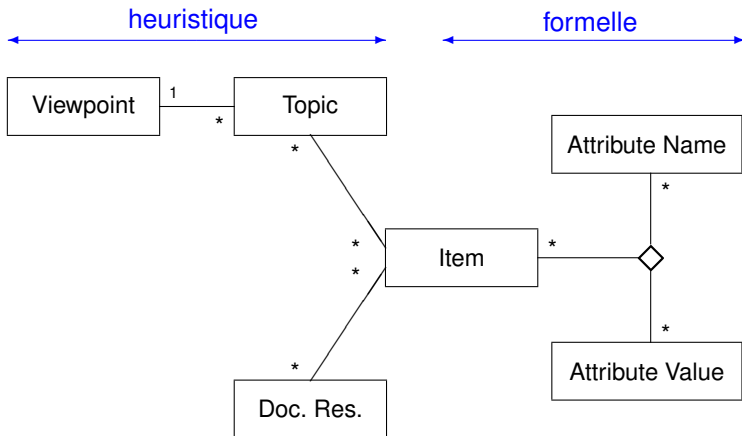 heuristique
formelle
Viewpoint
1
*
Topic
*
Attribute Name
*
*
*
Item
*
*
Doc. Res.
*
Attribute Value